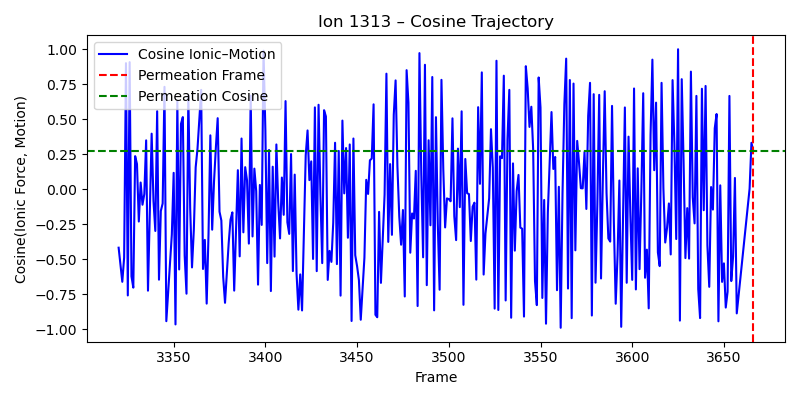 Ion 1313 – Cosine Trajectory
Cosine(Ionic Force, Motion)
1.00
0.75
0.50
0.25
0.00
−0.25
−0.50
−0.75
−1.00
Cosine Ionic–Motion
Permeation Frame
Permeation Cosine
3350
3400
3450
3500
3550
3600
3650
Frame